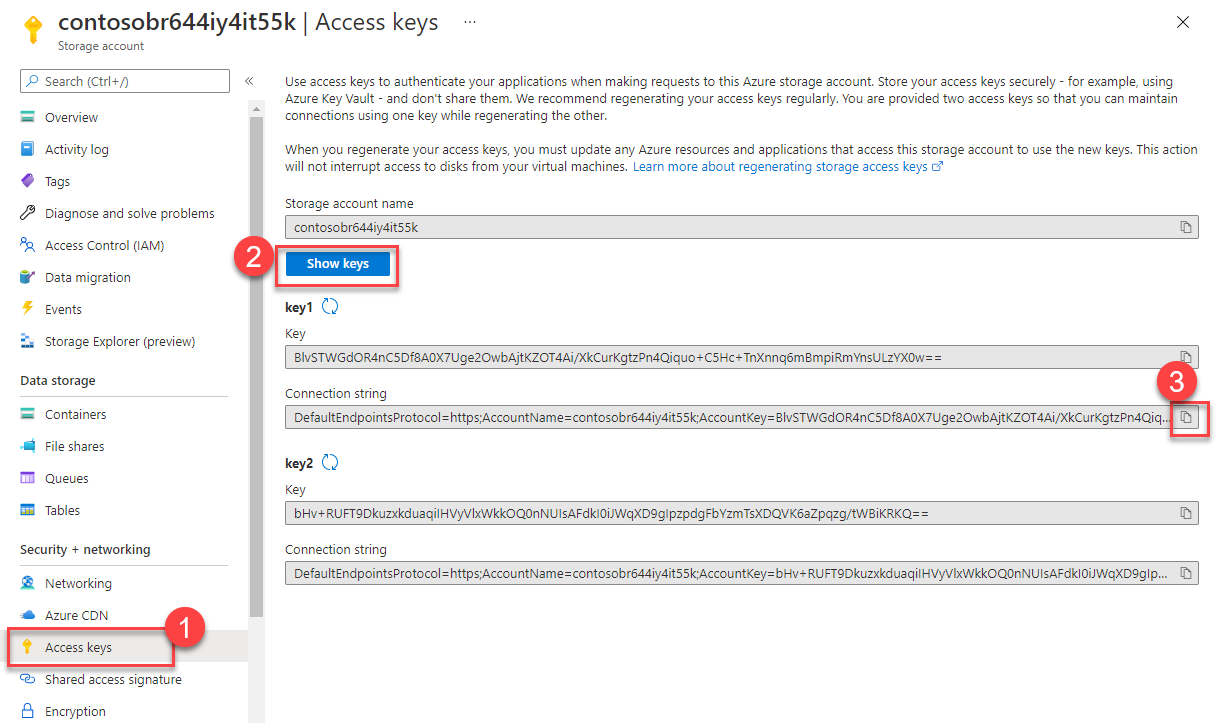 contosobr644iy4it55k | Access keys ...
Storage account
Search (Ctrl+/)
Overview
Activity log
Tags
Diagnose and solve problems
Access Control (IAM)
Data migration
Events
Storage Explorer (preview)
Data storage
Containers
File shares
Queues
Tables
Security + networking
Networking
Azure CDN
1
Access keys
Shared access signature
Encryption
Use access keys to authenticate your applications when making requests to this Azure storage account. Store your access keys securely - for example, using
Azure Key Vault - and don't share them. We recommend regenerating your access keys regularly. You are provided two access keys so that you can maintain
connections using one key while regenerating the other.
When you regenerate your access keys, you must update any Azure resources and applications that access this storage account to use the new keys. This action
will not interrupt access to disks from your virtual machines. Learn more about regenerating storage access keys
Storage account name
contosobr644iy4it55k
2
Show keys
key1
Key
BlvSTWGdOR4nC5Df8A0X7Uge2OwbAjtKZOT4Ai/XkCurKgtzPn4Qiquo+C5Hc+TnXnnq6mBmpiRmYnsULzYX0w==
Connection string
3
DefaultEndpointsProtocol=https;AccountName=contosobr644iy4it55k;AccountKey=BlvSTWGdOR4nC5Df8A0X7Uge2OwbAjtKZOT4Ai/XkCurKgtzPn4Qiq...
key2
Key
bHv+RUFT9DkuzxkduaqiIHVyVlxWkkOQ0nNUIsAFdkI0iJWqXD9gIpzpdgFbYzmTsXDQVK6aZpqzg/tWBiKRKQ==
Connection string
DefaultEndpointsProtocol=https;AccountName=contosobr644iy4it55k;AccountKey=bHv+RUFT9DkuzxkduaqiIHVyVlxWkkOQ0nNUIsAFdkI0iJWqXD9gIp...